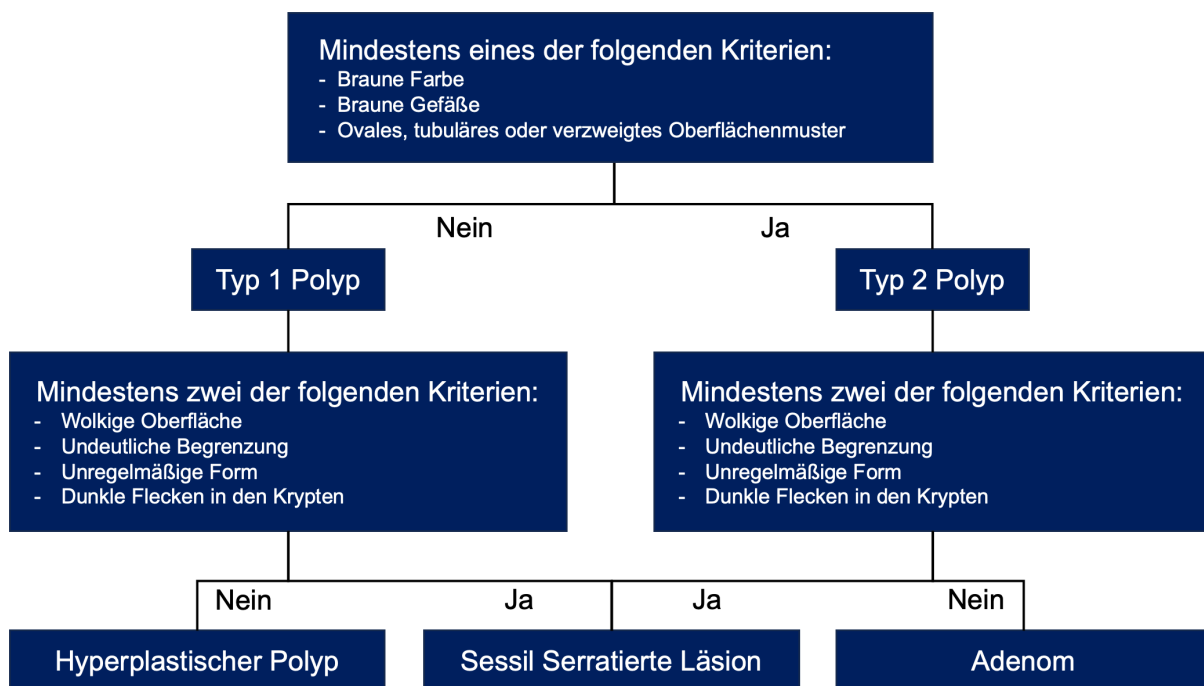 Mindestens eines der folgenden Kriterien:
- Braune Farbe
- Braune Gefäße
- Ovales, tubuläres oder verzweigtes Oberflächenmuster
Nein
Ja
Typ 1 Polyp
Typ 2 Polyp
Mindestens zwei der folgenden Kriterien:
- Wolkige Oberfläche
- Undeutliche Begrenzung
- Unregelmäßige Form
- Dunkle Flecken in den Krypten
Mindestens zwei der folgenden Kriterien:
- Wolkige Oberfläche
- Undeutliche Begrenzung
- Unregelmäßige Form
- Dunkle Flecken in den Krypten
Nein
Ja
Ja
Nein
Hyperplastischer Polyp
Sessil Serratierte Läsion
Adenom